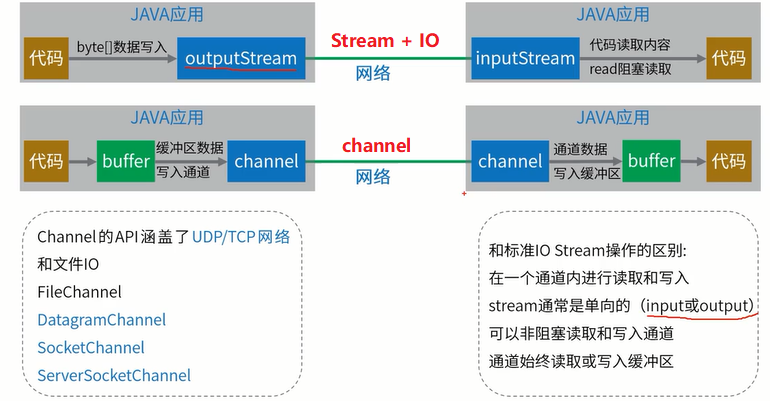 JAVA应用
Stream + IO
JAVA应用
代码
byte[]数据写入
outputStream
网络
inputStream
代码读取内容
read阻塞读取
代码
JAVA应用
channel
JAVA应用
代码
buffer
缓冲区数据
写入通道
channel
网络
channel
通道数据
写入缓冲区
buffer
代码
Channel的API涵盖了UDP/TCP网络
和文件IO
FileChannel
DatagramChannel
SocketChannel
ServerSocketChannel
和标准IO Stream操作的区别:
在一个通道内进行读取和写入
stream通常是单向的（input或output）
可以非阻塞读取和写入通道
通道始终读取或写入缓冲区